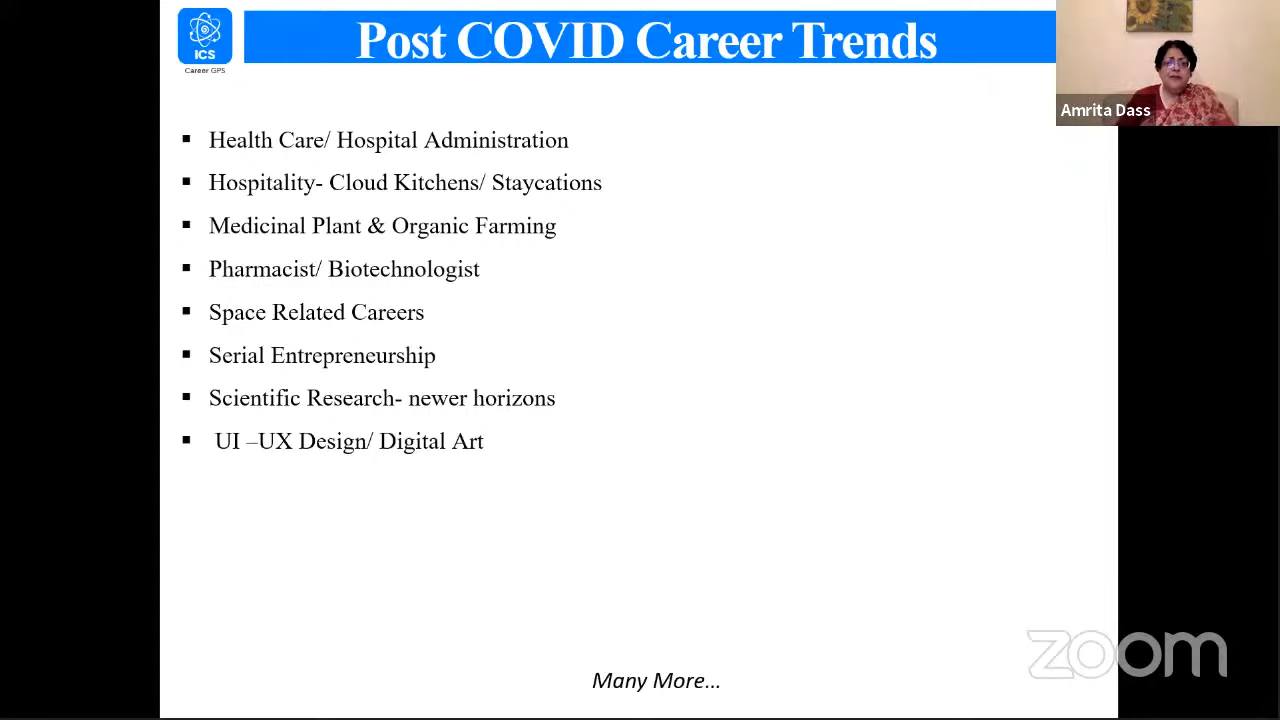 ICS
Career GPS
Post COVID Career Trends
Amrita Dass
▪ Health Care/ Hospital Administration
▪ Hospitality- Cloud Kitchens/ Staycations
▪ Medicinal Plant & Organic Farming
▪ Pharmacist/ Biotechnologist
▪ Space Related Careers
▪ Serial Entrepreneurship
▪ Scientific Research- newer horizons
▪ UI –UX Design/ Digital Art
zoom
Many More...